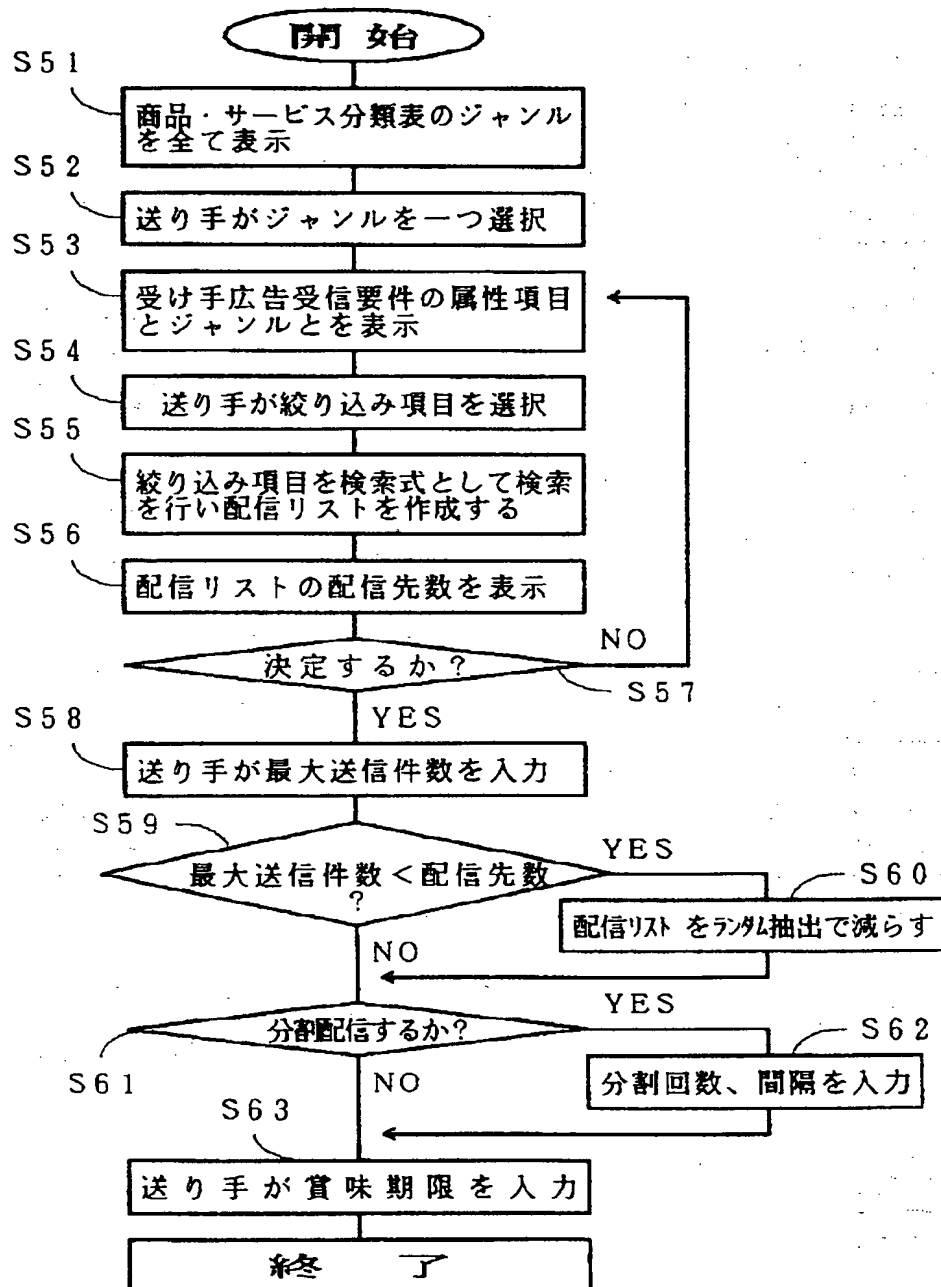 開 始
S51
商品・サービス分類表のジャンル
を全て表示
S52
送り手がジャンルを一つ選択
S53
受け手広告受信要件の属性項目
とジャンルとを表示
S54
送り手が絞り込み項目を選択
S55
絞り込み項目を検索式として検索
を行い配信リストを作成する
S56
配信リストの配信先数を表示
NO
決定するか?
S57
YES
S58
送り手が最大送信件数を入力
S59
YES
最大送信件数<配信先数
?
S60
配信リスト をランダム抽出で減らす
NO
YES
分割配信するか?
S62
S61
NO
分割回数、間隔を入力
S63
送り手が賞味期限を入力
終 了